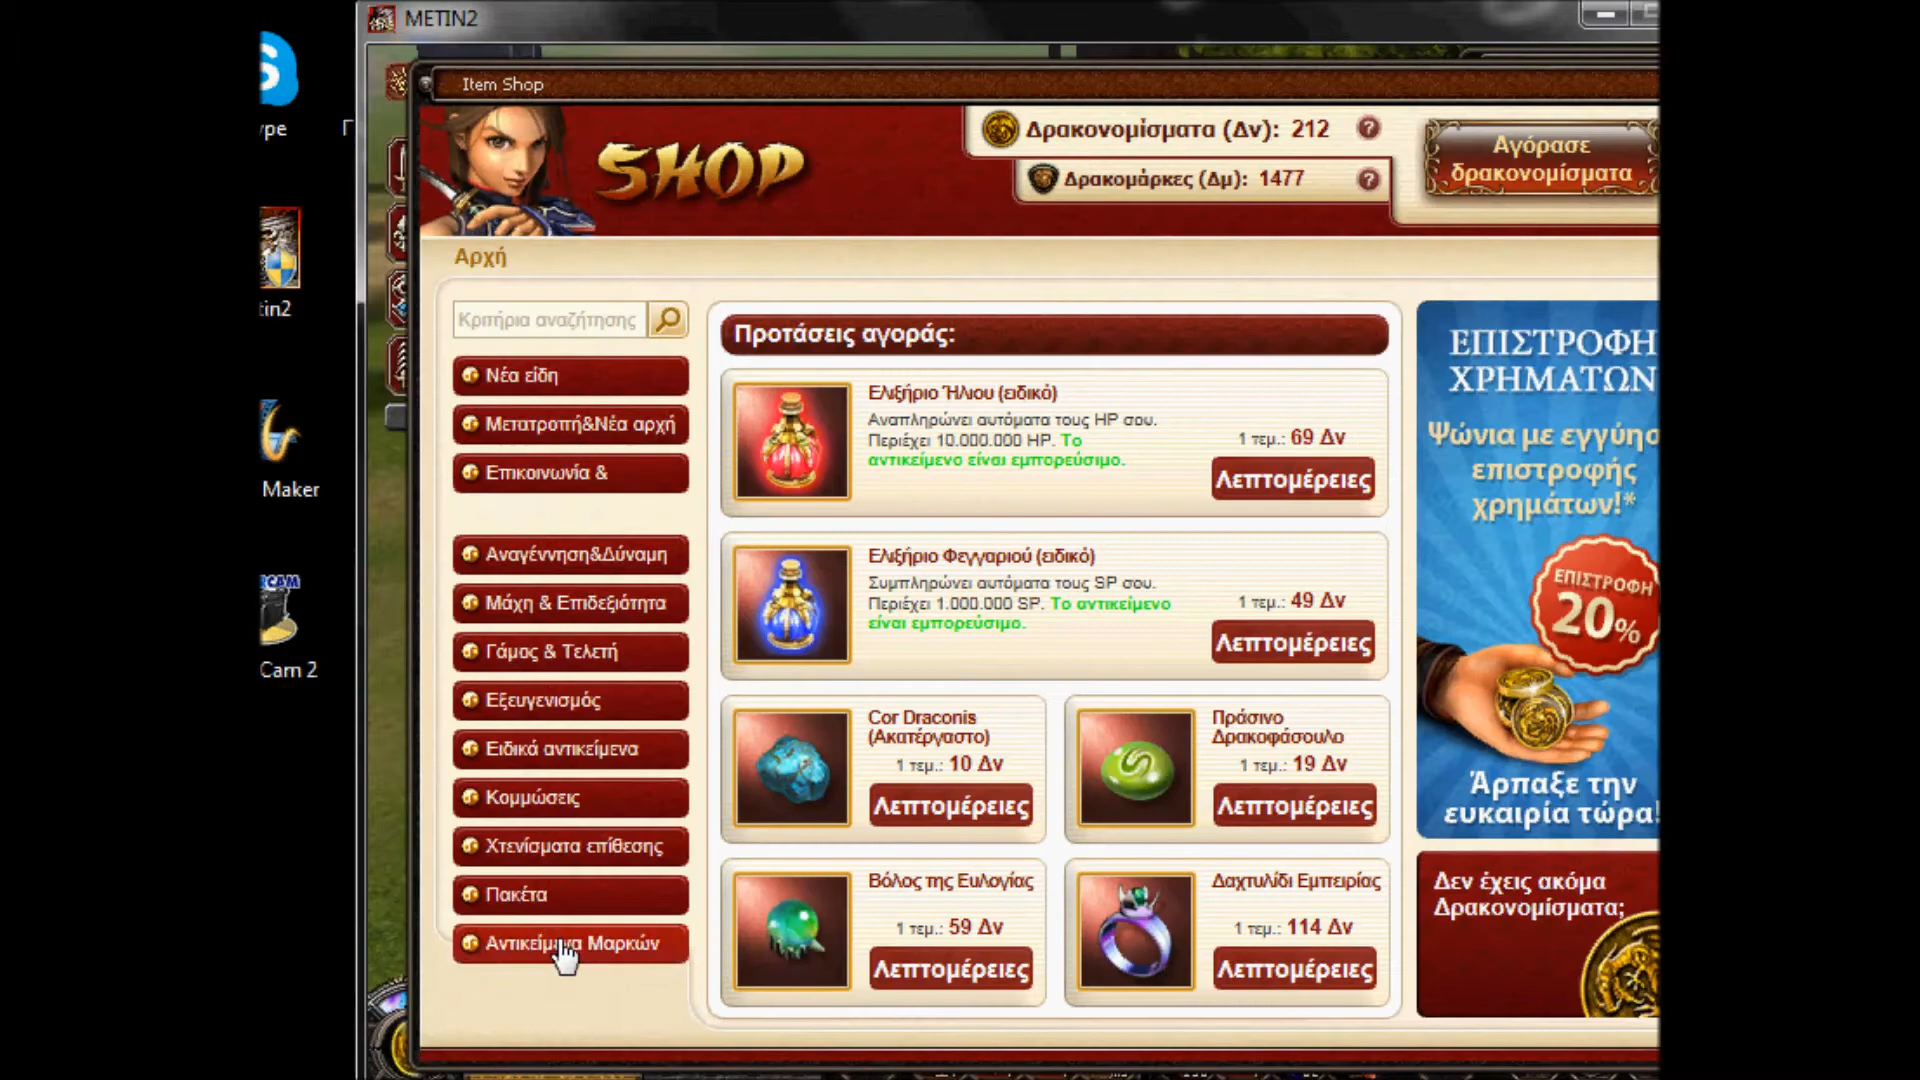 METIN2
ype
tin2
Maker
Cam 2
Item Shop
SHOP
Δρακονομίσματα (Δν): 212
Δρακομάρκες (Δμ): 1477
Αγόρασε
δρακονομίσματα
Αρχή
Κριτήρια αναζήτησης
Νέα είδη
Μετατροπή&Νέα αρχή
Επικοινωνία &
Αναγέννηση&Δύναμη
Μάχη & Επιδεξιότητα
Γάμος & Τελετή
Εξευγενισμός
Ειδικά αντικείμενα
Κομμώσεις
Χτενίσματα επίθεσης
Πακέτα
Αντικείμενα Μαρκών
Προτάσεις αγοράς:
Ελιξήριο Ήλιου (ειδικό)
Αναπληρώνει αυτόματα τους HP σου.
Περιέχει 10.000.000 HP. Το
αντικείμενο είναι εμπορεύσιμο.
1 τεμ.: 69 Δν
Λεπτομέρειες
Ελιξήριο Φεγγαριού (ειδικό)
Συμπληρώνει αυτόματα τους SP σου.
Περιέχει 1.000.000 SP. Το αντικείμενο
είναι εμπορεύσιμο.
1 τεμ.: 49 Δν
Λεπτομέρειες
Cor Draconis
(Ακατέργαστο)
1 τεμ.: 10 Δν
Λεπτομέρειες
Πράσινο
Δρακοφάσουλο
1 τεμ.: 19 Δν
Λεπτομέρειες
Βόλος της Ευλογίας
1 τεμ.: 59 Δν
Λεπτομέρειες
Δαχτυλίδι Εμπειρίας
1 τεμ.: 114 Δν
Λεπτομέρειες
ΕΠΙΣΤΡΟΦΗ
ΧΡΗΜΑΤΩΝ
Ψώνια με εγγύησ
επιστροφής
χρημάτων!*
ΕΠΙΣΤΡΟΦΗ
20%
Άρπαξε την
ευκαιρία τώρα!
Δεν έχεις ακόμα
Δρακονομίσματα;